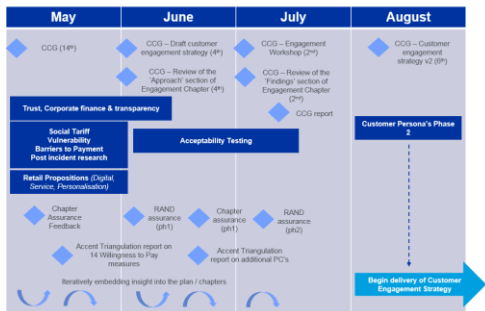 May
June
July
August
CCG (14th)
CCG – Draft customer
engagement strategy (4th)
CCG – Engagement
Workshop (2nd)
CCG – Customer
engagement
strategy v2 (6th)
CCG – Review of the
'Approach' section of
Engagement Chapter (4th)
CCG – Review of the
'Findings' section of
Engagement Chapter
(2nd)
CCG report
Trust, Corporate finance & transparency
Social Tariff
Vulnerability
Barriers to Payment
Post incident research
Acceptability Testing
Customer Persona's Phase
2
Retail Propositions (Digital,
Service, Personalisation)
Chapter
Assurance
Feedback
RAND
assurance
(ph1)
Chapter
assurance
(ph1)
RAND
assurance
(ph2)
Accent Triangulation report on
14 Willingness to Pay
measures
Accent Triangulation
report on additional PC's
Iteratively embedding insight into the plan / chapters
Begin delivery of Customer
Engagement Strategy